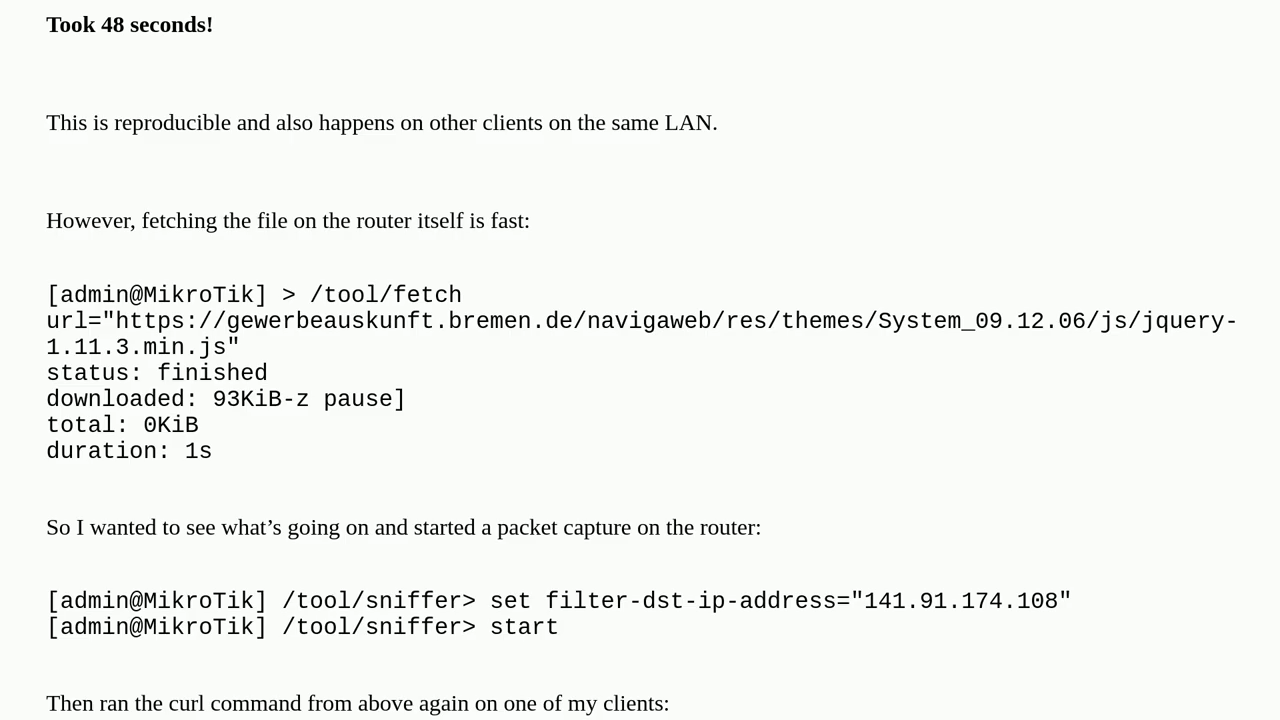 Took 48 seconds!
This is reproducible and also happens on other clients on the same LAN.
However, fetching the file on the router itself is fast:
[admin@MikroTik] > /tool/fetch
url="https://gewerbeauskunft.bremen.de/navigaweb/res/themes/System_09.12.06/js/jquery-
1.11.3.min.js"
status: finished
downloaded: 93KiB-z pause]
total: 0KiB
duration: 1s
So I wanted to see what’s going on and started a packet capture on the router:
[admin@MikroTik] /tool/sniffer> set filter-dst-ip-address="141.91.174.108"
[admin@MikroTik] /tool/sniffer> start
Then ran the curl command from above again on one of my clients: